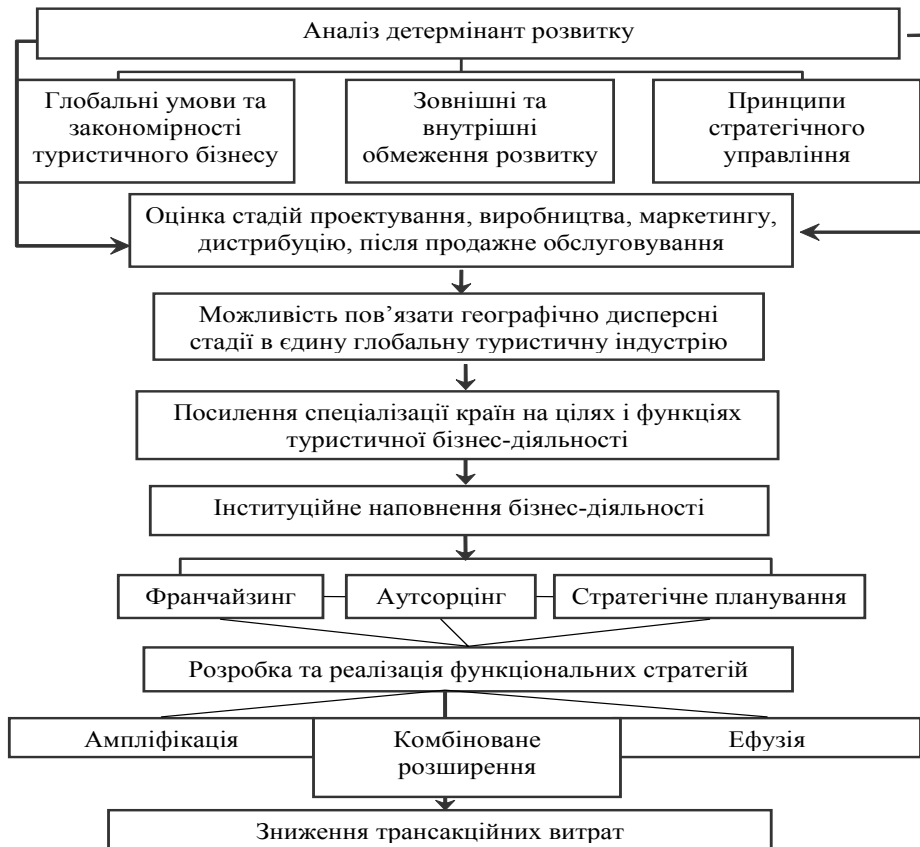 Аналіз детермінант розвитку
Глобальні умови та
закономірності
туристичного бізнесу
Зовнішні та
внутрішні
обмеження розвитку
Принципи
стратегічного
управління
Оцінка стадій проектування, виробництва, маркетингу,
дистрибуцію, після продажне обслуговування
Можливість пов’язати географічно дисперсні
стадії в єдину глобальну туристичну індустрію
Посилення спеціалізації країн на цілях і функціях
туристичної бізнес-діяльності
Інституційне наповнення бізнес-діяльності
Франчайзинг
Аутсорцінг
Стратегічне планування
Розробка та реалізація функціональних стратегій
Ампліфікація
Комбіноване
розширення
Ефузія
Зниження трансакційних витрат